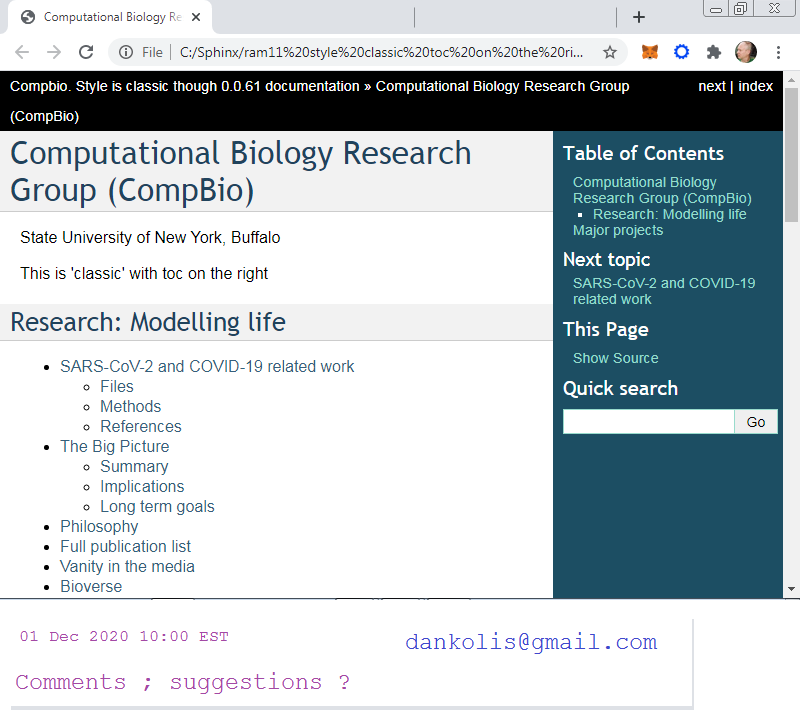 Computational Biology Re
File
C:/Sphinx/ram11%20style%20classic%20toc%20on%20the%20ri...
Compbio. Style is classic though 0.0.61 documentation » Computational Biology Research Group
(CompBio)
next | index
Computational Biology Research
Group (CompBio)
State University of New York, Buffalo
This is 'classic' with toc on the right
Research: Modelling life
SARS-CoV-2 and COVID-19 related work
Files
Methods
References
The Big Picture
Summary
Implications
Long term goals
Philosophy
Full publication list
Vanity in the media
Bioverse
Table of Contents
Computational Biology
Research Group (CompBio)
Research: Modelling life
Major projects
Next topic
SARS-CoV-2 and COVID-19
related work
This Page
Show Source
Quick search
Go
01 Dec 2020 10:00 EST
dankolis@gmail.com
Comments ; suggestions ?